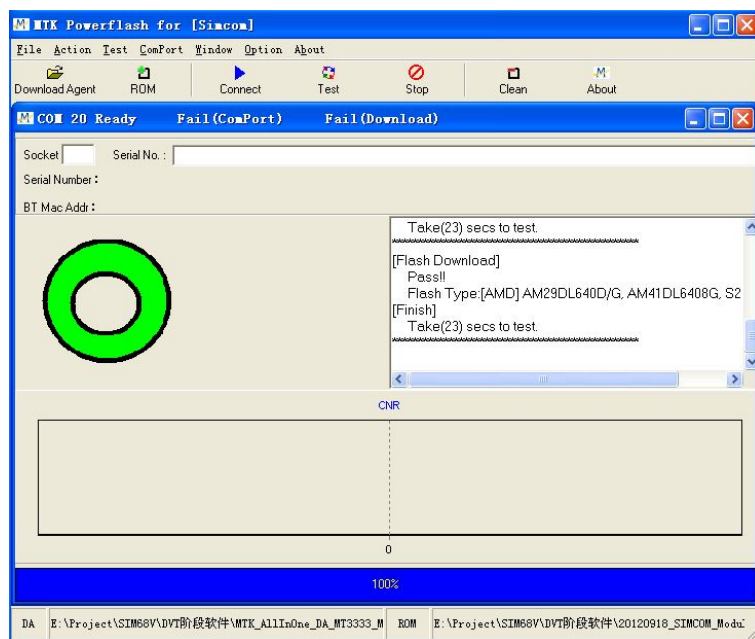 MTK Powerflash for [Simcom]
File Action Test ComPort Window Option About
Download Agent ROM Connect Test Stop Clean About
COM 20 Ready Fail(ComPort) Fail(Download)
Socket Serial No. :
Serial Number :
BT Mac Addr :
Take(23) secs to test.
****************************************************
[Flash Download]
Pass!!
Flash Type:[AMD] AM29DL640D/G, AM41DL6408G, S2
[Finish]
Take(23) secs to test.
****************************************************
CNR
0
100%
DA E:\Project\SIM68V\DVT阶段软件\MTK_AllInOne_DA_MT3333_M ROM E:\Project\SIM68V\DVT阶段软件\20120918_SIMCOM_Modul